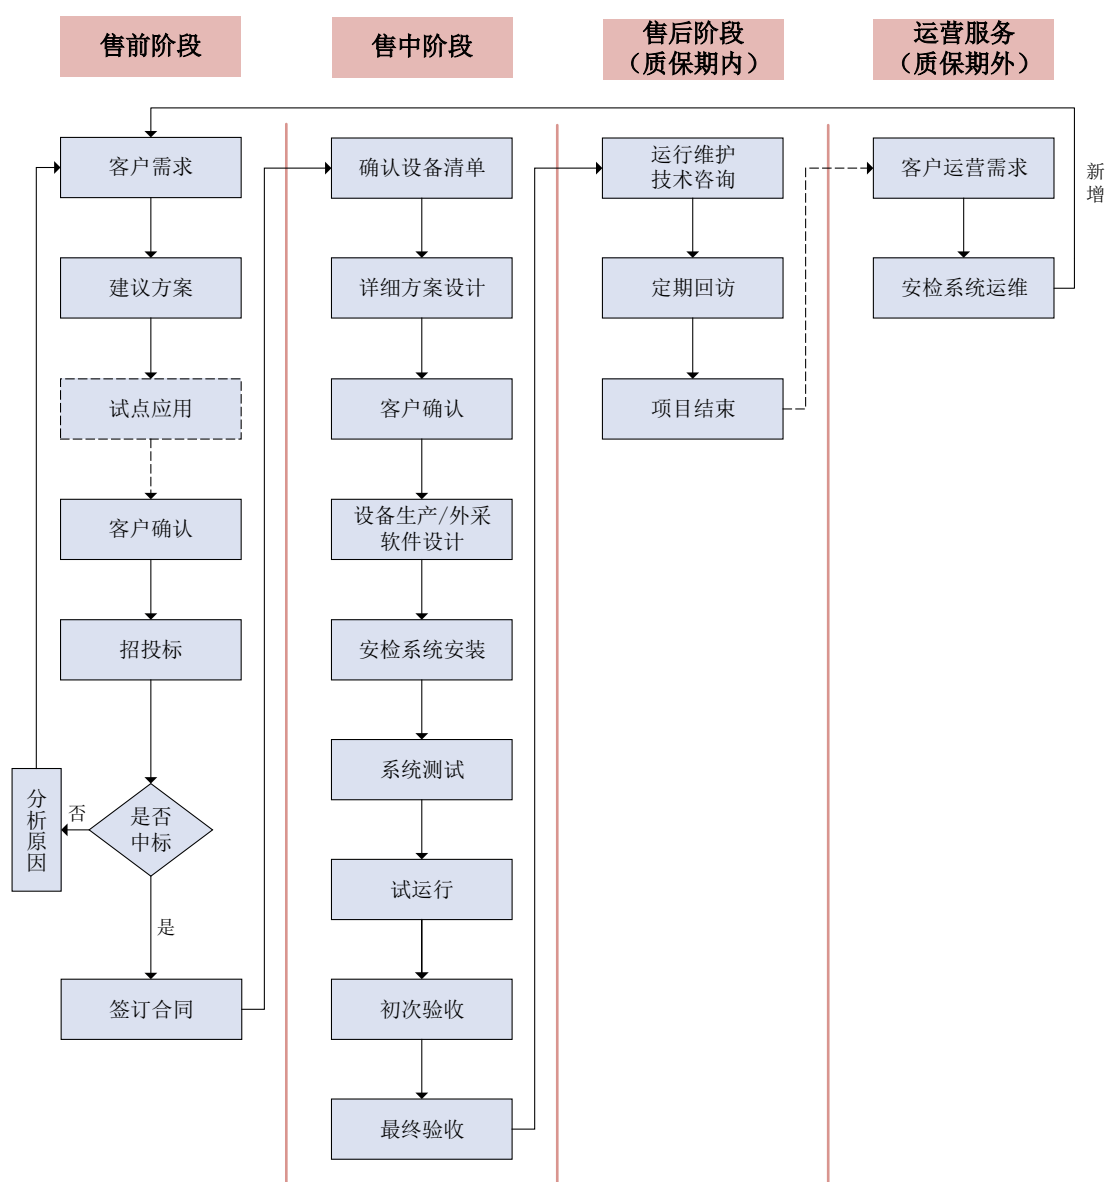 售前阶段
客户需求
建议方案
试点应用
客户确认
招投标
是否
中标
否
分
析
原
因
是
签订合同
售中阶段
确认设备清单
详细方案设计
客户确认
设备生产/外采
软件设计
安检系统安装
系统测试
试运行
初次验收
最终验收
售后阶段
（质保期内）
运行维护
技术咨询
定期回访
项目结束
运营服务
（质保期外）
客户运营需求
安检系统运维
新
增